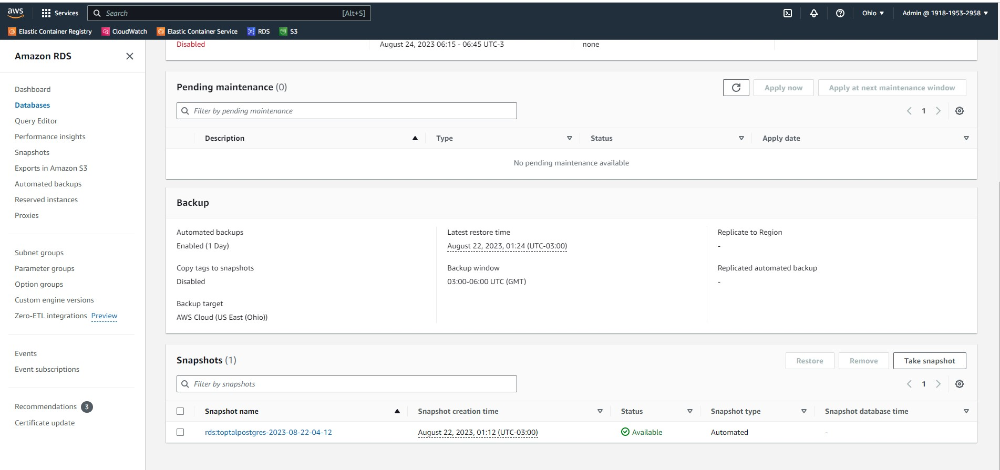 aws Services Search [Alt+S] Ohio Admin @ 1918-1953-2958
Elastic Container Registry CloudWatch Elastic Container Service RDS S3
Amazon RDS
Dashboard
Databases
Query Editor
Performance insights
Snapshots
Exports in Amazon S3
Automated backups
Reserved instances
Proxies
Subnet groups
Parameter groups
Option groups
Custom engine versions
Zero-ETL integrations Preview
Events
Event subscriptions
Recommendations 3
Certificate update
Disabled August 24, 2023 06:15 - 06:45 UTC-3 none
Pending maintenance (0) Apply now Apply at next maintenance window
Filter by pending maintenance 1
Description Type Status Apply date
No pending maintenance available
Backup
Automated backups
Enabled (1 Day)
Copy tags to snapshots
Disabled
Backup target
AWS Cloud (US East (Ohio))
Latest restore time
August 22, 2023, 01:24 (UTC-03:00)
Backup window
03:00-06:00 UTC (GMT)
Replicate to Region
-
Replicated automated backup
-
Snapshots (1) Restore Remove Take snapshot
Filter by snapshots 1
Snapshot name Snapshot creation time Status Snapshot type Snapshot database time
rds:toptalpostgres-2023-08-22-04-12 August 22, 2023, 01:12 (UTC-03:00) Available Automated -